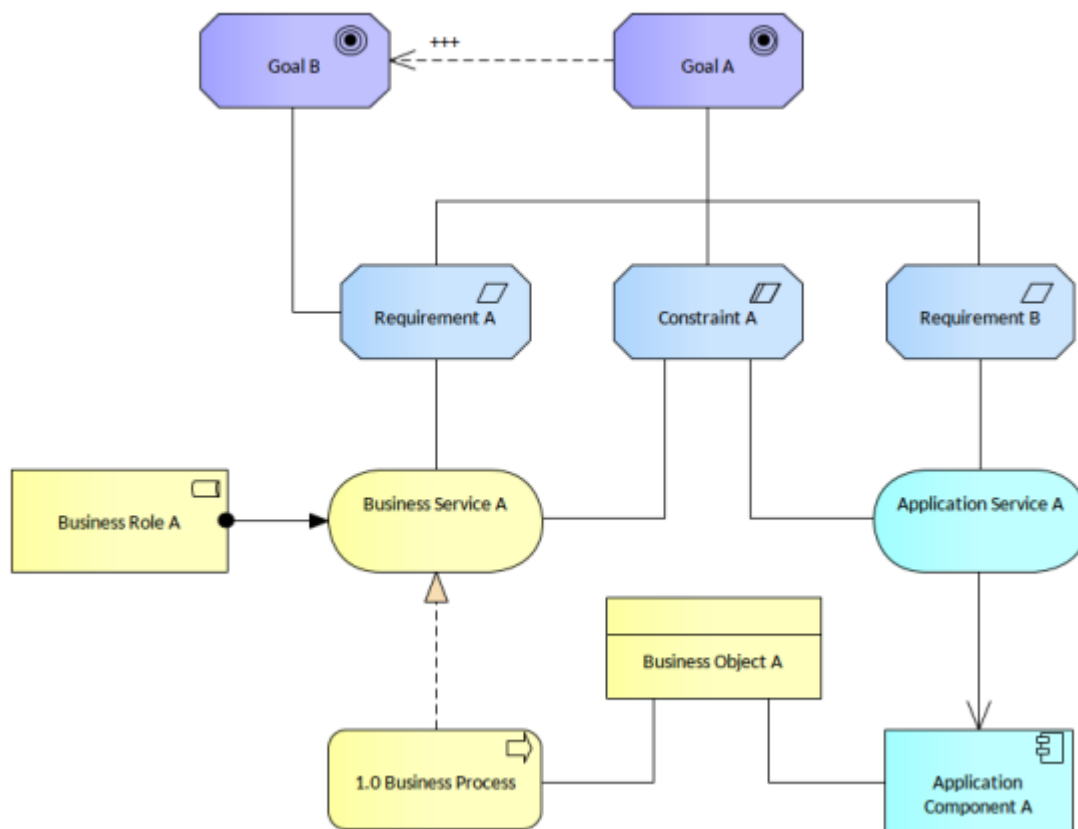 +++
Goal B
Goal A
Requirement A
Constraint A
Requirement B
Business Service A
Application Service A
Business Role A
Business Object A
1.0 Business Process
Application
Component A